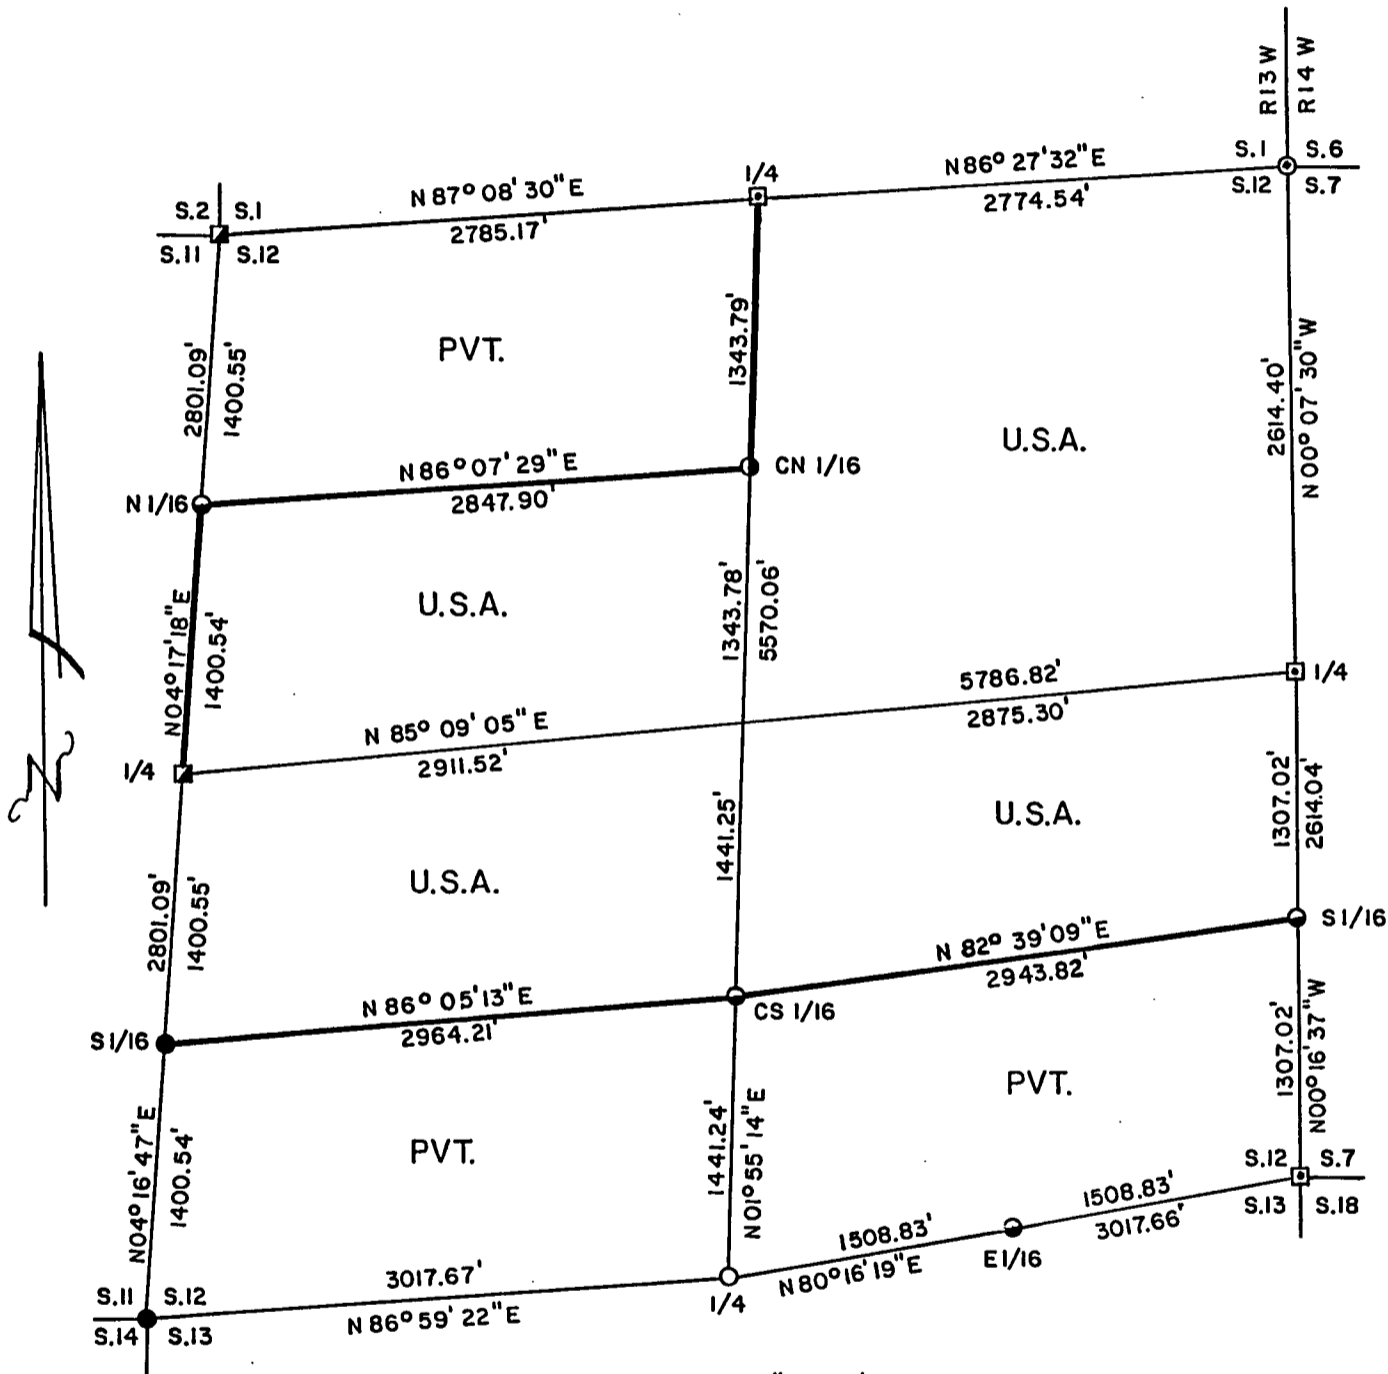 R13W
R14W
S.1 S.6
S.12 S.7
1/4
N86° 27'32"E
2774.54'
N 87° 08' 30" E
2785.17'
S.2 S.1
S.11 S.12
2801.09'
1400.55'
PVT.
1343.79'
U.S.A.
2614.40'
N 00° 07' 30" W
N 86° 07' 29" E
2847.90'
CN 1/16
N 1/16
N04° 17'18"E
1400.54'
U.S.A.
1343.78'
5570.06'
5786.82'
2875.30'
1/4
N 85° 09' 05" E
2911.52'
1/4
N
2801.09'
1400.55'
U.S.A.
1441.25'
U.S.A.
1307.02'
2614.04'
N 82° 39'09"E
2943.82'
S1/16
N 86° 05'13"E
2964.21'
CS 1/16
S1/16
N04° 16' 47"E
1400.54'
PVT.
1441.24'
N01° 55' 14"E
PVT.
1307.02'
N00° 16' 37"W
S.12 S.7
S.13 S.18
1508.83'
3017.66'
1508.83'
N80° 16' 19"E
E1/16
3017.67'
N 86° 59' 22"E
1/4
S.11 S.12
S.14 S.13